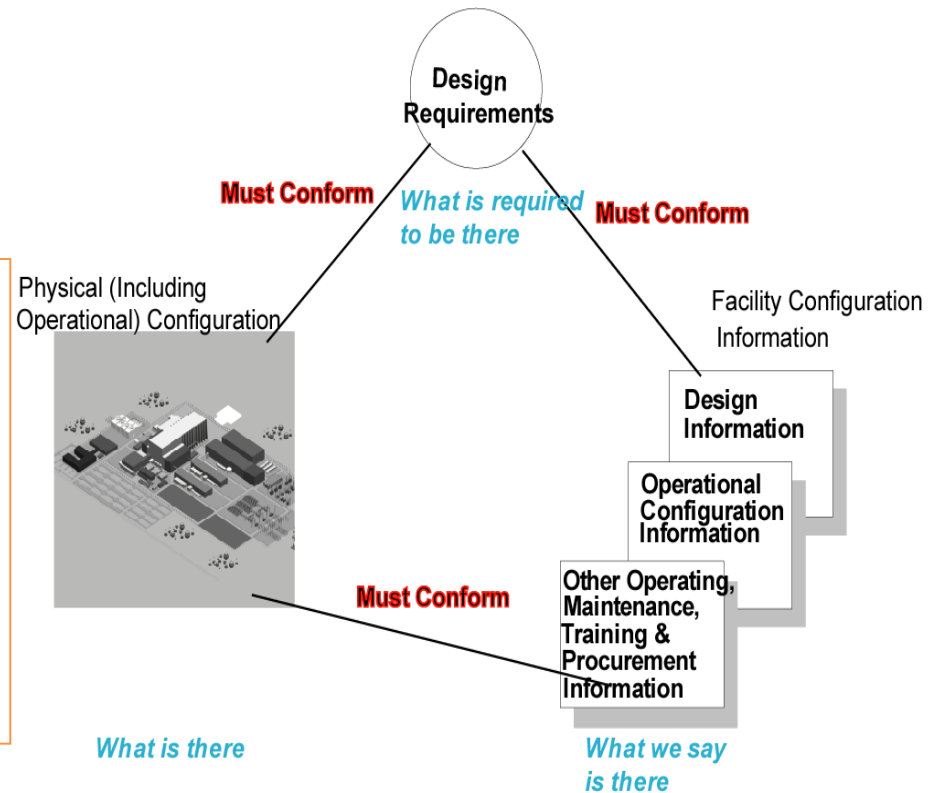 Design
Requirements
Must Conform
What is required
to be there
Must Conform
Physical (Including
Operational) Configuration
Facility Configuration
Information
Design
Information
Operational
Configuration
Information
Other Operating,
Maintenance,
Training &
Procurement
Information
Must Conform
What is there
What we say
is there